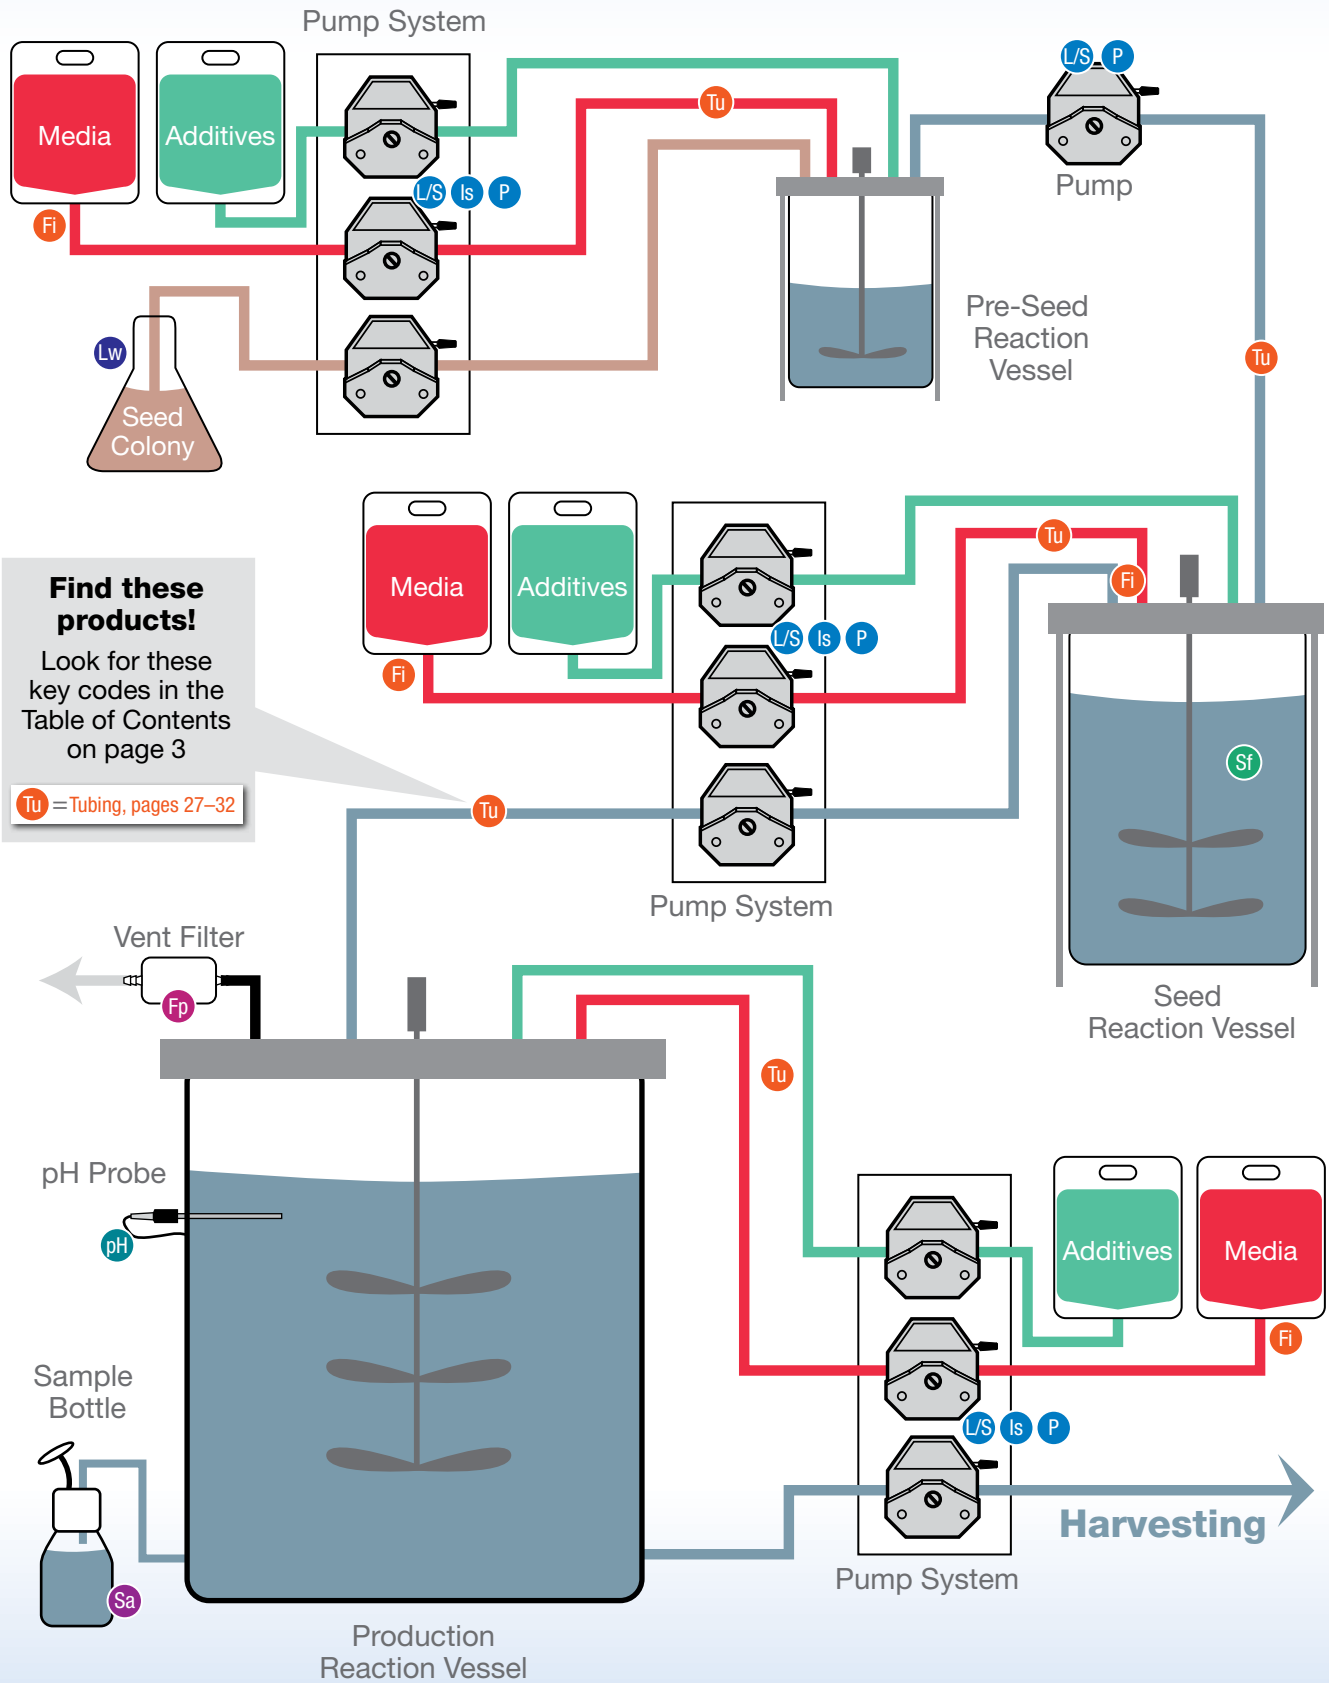 Pump System
Media
Additives
Tu
L/S
P
Pump
Fi
L/S
Is
P
Lw
Seed
Colony
Pre-Seed
Reaction
Vessel
Tu
Media
Additives
Tu
Fi
Find these
products!
Look for these
key codes in the
Table of Contents
on page 3
Tu = Tubing, pages 27–32
Fi
L/S
Is
P
Tu
Sf
Pump System
Seed
Reaction Vessel
Vent Filter
Fp
Tu
pH Probe
pH
Additives
Media
Fi
Sample
Bottle
L/S
Is
P
Harvesting
Sa
Pump System
Production
Reaction Vessel